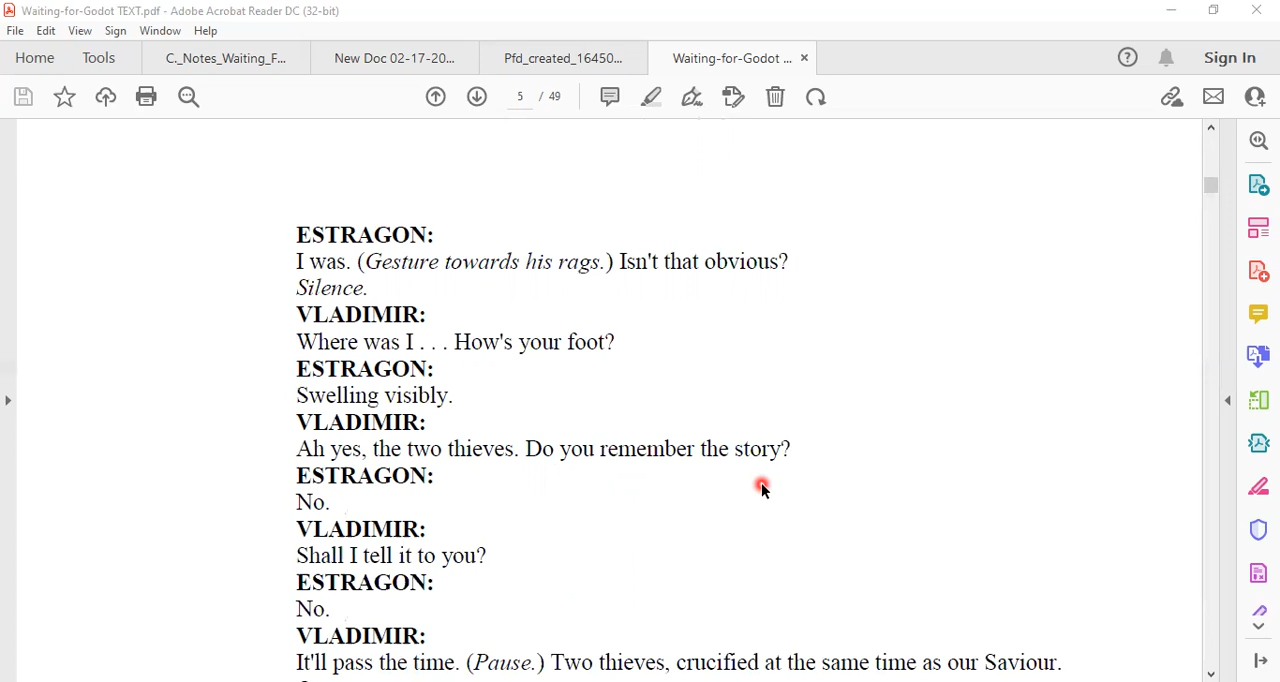 Waiting-for-Godot TEXT.pdf - Adobe Acrobat Reader DC (32-bit)
File Edit View Sign Window Help
Home Tools C._Notes_Waiting_F... New Doc 02-17-20... Pfd_created_16450... Waiting-for-Godot ... × Sign In
5 / 49
ESTRAGON:
I was. (Gesture towards his rags.) Isn't that obvious?
Silence.
VLADIMIR:
Where was I . . . How's your foot?
ESTRAGON:
Swelling visibly.
VLADIMIR:
Ah yes, the two thieves. Do you remember the story?
ESTRAGON:
No.
VLADIMIR:
Shall I tell it to you?
ESTRAGON:
No.
VLADIMIR:
It'll pass the time. (Pause.) Two thieves, crucified at the same time as our Saviour.